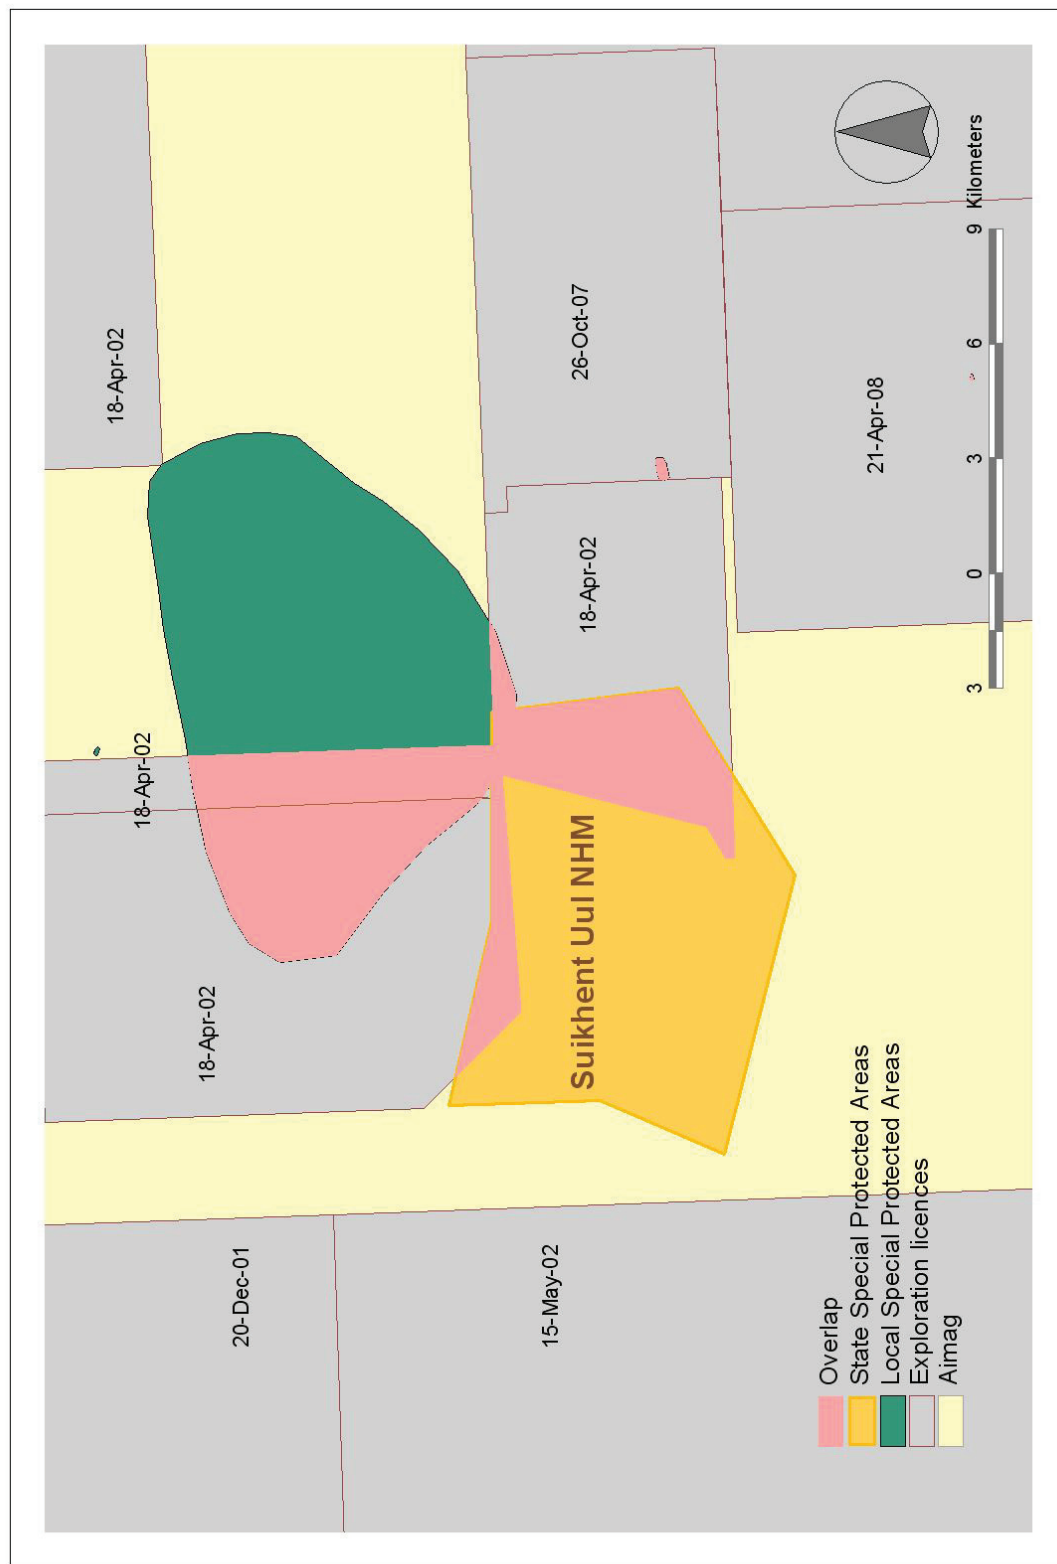 18-Apr-02
18-Apr-02
18-Apr-02
20-Dec-01
26-Oct-07
18-Apr-02
Suikhent Uul NHM
15-May-02
21-Apr-08
Overlap
State Special Protected Areas
Local Special Protected Areas
Exploration licences
Aimag
3 0 3 6 9 Kilometers